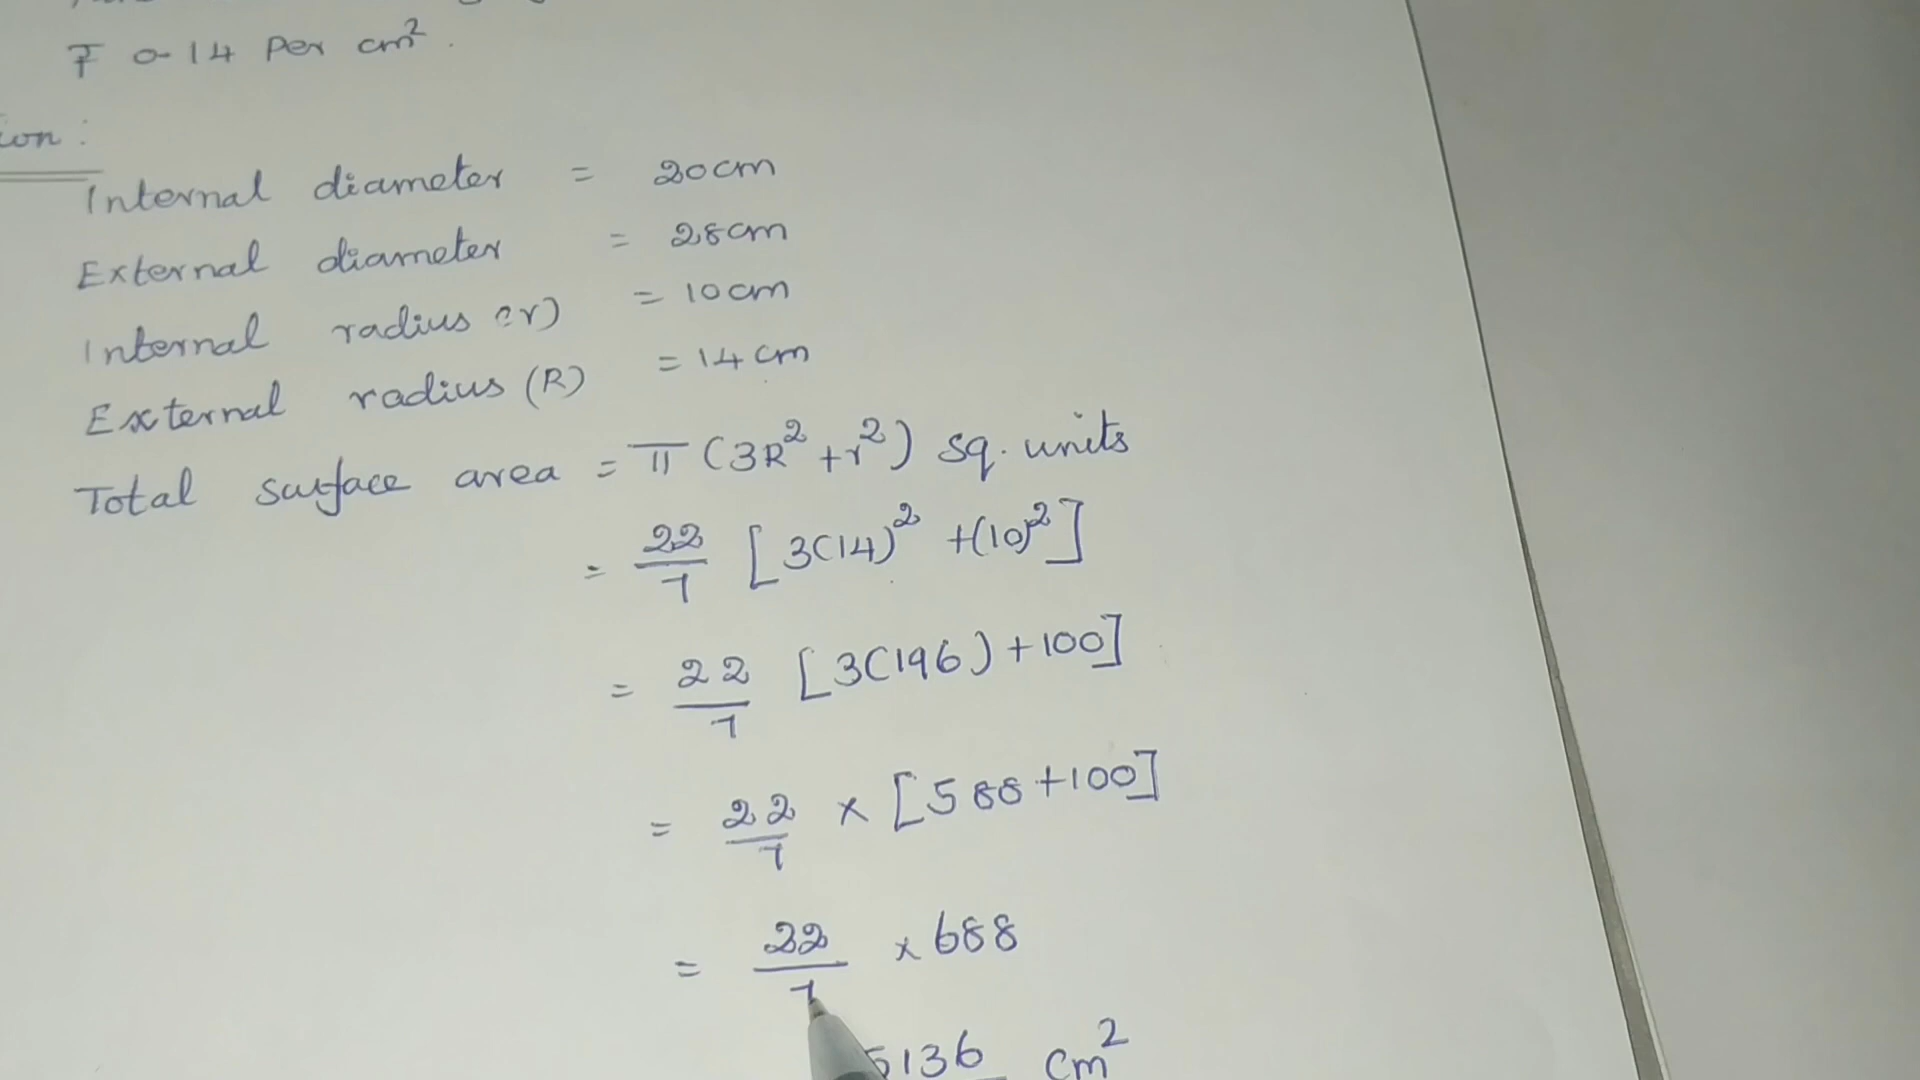 ₹ 0-14 Per cm².
ion :
Internal diameter = 20cm
External diameter = 28cm
Internal radius (r) = 10cm
External radius (R) = 14 cm
Total surface area = π (3R² + r²) sq. units
= 22/7 [3(14)² + (10)²]
= 22/7 [3(196) + 100]
= 22/7 × [588 + 100]
= 22/7 × 688
5136 cm²